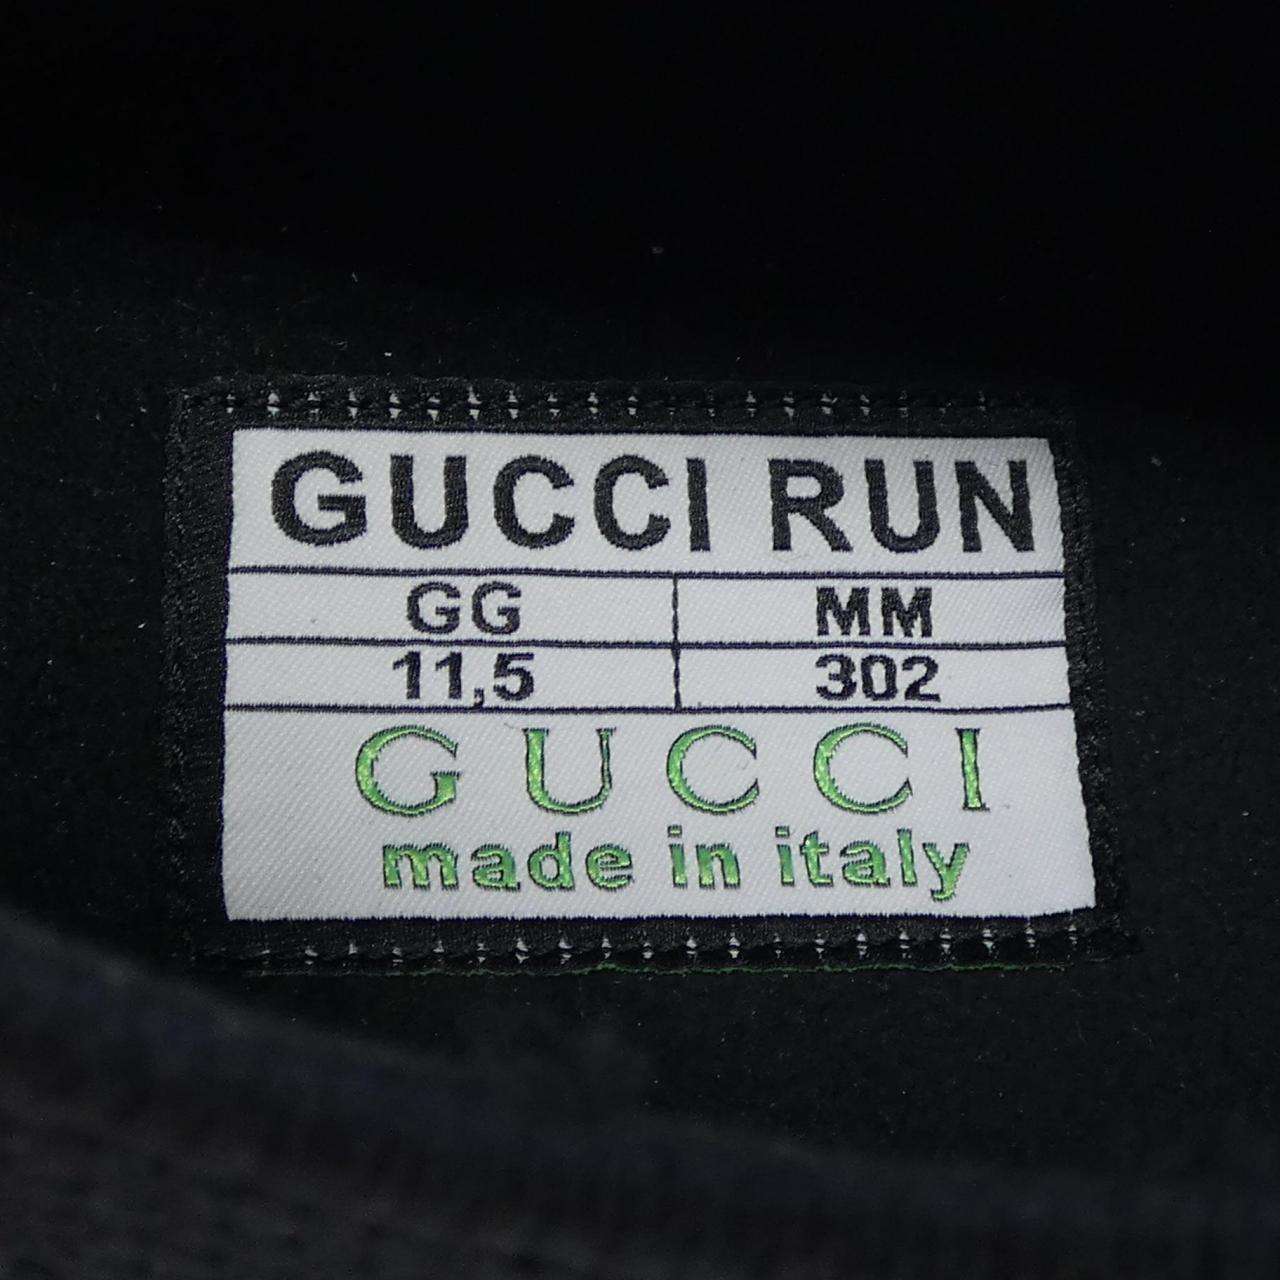 GUCCI RUN
GG MM
11,5 302
GUCCI
made in italy